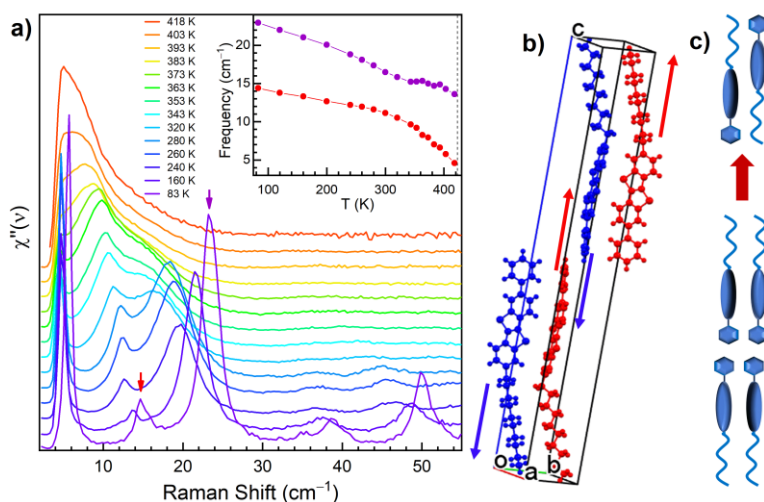 a)
418 K
403 K
393 K
383 K
373 K
363 K
353 K
343 K
320 K
280 K
260 K
240 K
160 K
83 K
χ"(ν)
10
20
30
40
50
Raman Shift (cm⁻¹)
Frequency (cm⁻¹)
20
15
10
5
100
200
300
400
T (K)
b)
c
o
a
b
c)